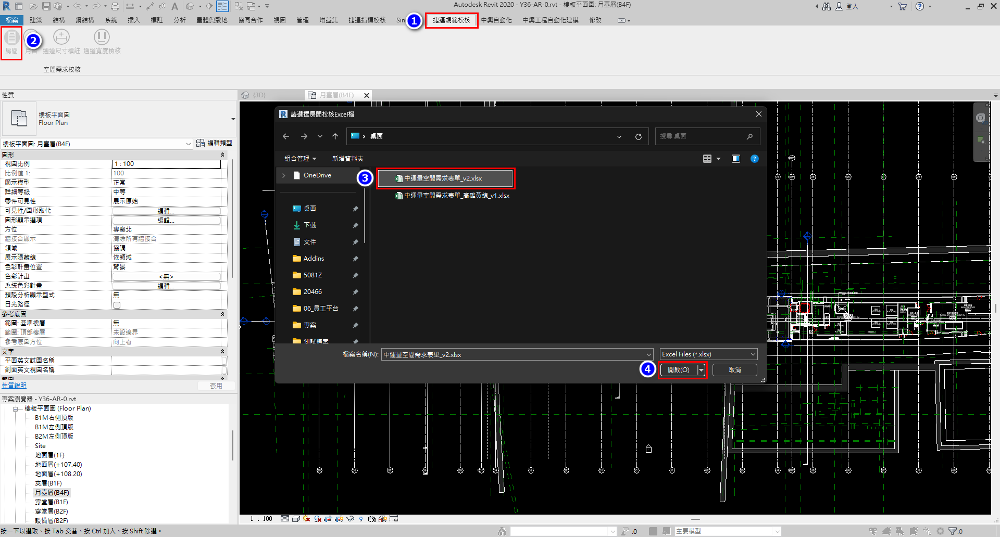 Autodesk Revit 2020 - Y36-AR-0.rvt - 樓板平面圖: 月臺層(B4F)
登入
檔案 建築 結構 鋼結構 系統 插入 標註 分析 量體與敷地 協同合作 視圖 管理 增益集 捷運指標校核 Sin 1 捷運規範校核 中興自動化 中興工程自動化建模 修改
2
房間 月台 通道尺寸標註 通道寬度檢核
空間需求校核
性質
{3D}
月臺層(B4F)
樓板平面圖
Floor Plan
樓板平面圖: 月臺層(B4F)
編輯類型
圖形
視圖比例 1 : 100
比例值 1: 100
顯示模型 正常
詳細等級 中等
零件可見性 展示原始
可見性/圖形取代 編輯...
圖形顯示選項 編輯...
方位 專案北
牆接合顯示 清除所有牆接合
領域 協調
展示隱藏線 依領域
色彩計畫位置 背景
色彩計畫 <無>
系統色彩計畫 編輯...
預設分析顯示型式 無
日光路徑
參考底圖
範圍: 基準樓層 無
範圍: 頂部樓層 未設邊界
參考底圖方位 向上看
文字
平面英文試圖名稱
剖面英文視圖名稱
範圍
性質說明
套用
專案瀏覽器 - Y36-AR-0.rvt
樓板平面圖 (Floor Plan)
B1M右側頂版
B1M左側頂版
B2M左側頂版
Site
地面層(1F)
地面層(+107.40)
地面層(+108.20)
夾層(B1F)
月臺層(B4F)
穿堂層(B1F)
穿堂層(B2F)
設備層(B2F)
請選擇房間校核Excel檔
桌面
搜尋 桌面
組合管理
新增資料夾
OneDrive
桌面
下載
文件
Addins
5081Z
20466
06_員工平台
專案
測試檔案
3
中運量空間需求表單_v2.xlsx
中運量空間需求表單_高雄黃線_v1.xlsx
檔案名稱(N): 中運量空間需求表單_v2.xlsx
Excel Files (*.xlsx)
4
開啟(O)
取消
1 : 100
按一下以選取、按 Tab 交替、按 Ctrl 加入、按 Shift 除選。
:0
主要模型
:0